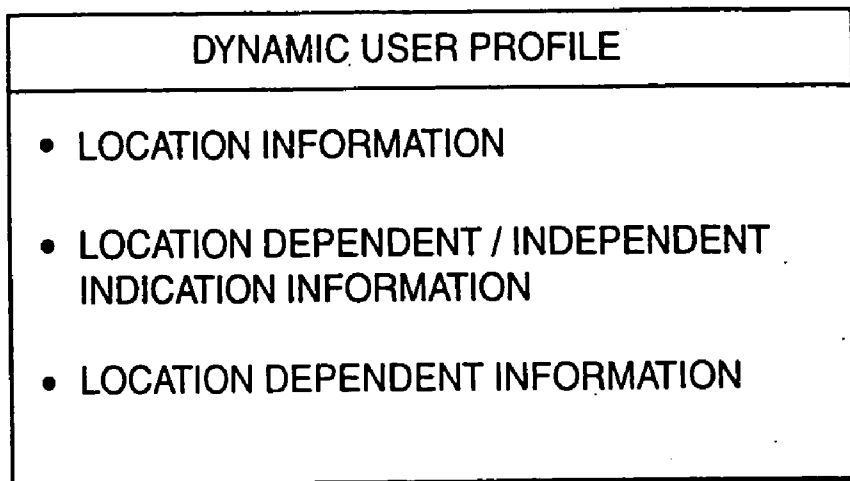 DYNAMIC USER PROFILE
• LOCATION INFORMATION
• LOCATION DEPENDENT / INDEPENDENT
INDICATION INFORMATION
• LOCATION DEPENDENT INFORMATION